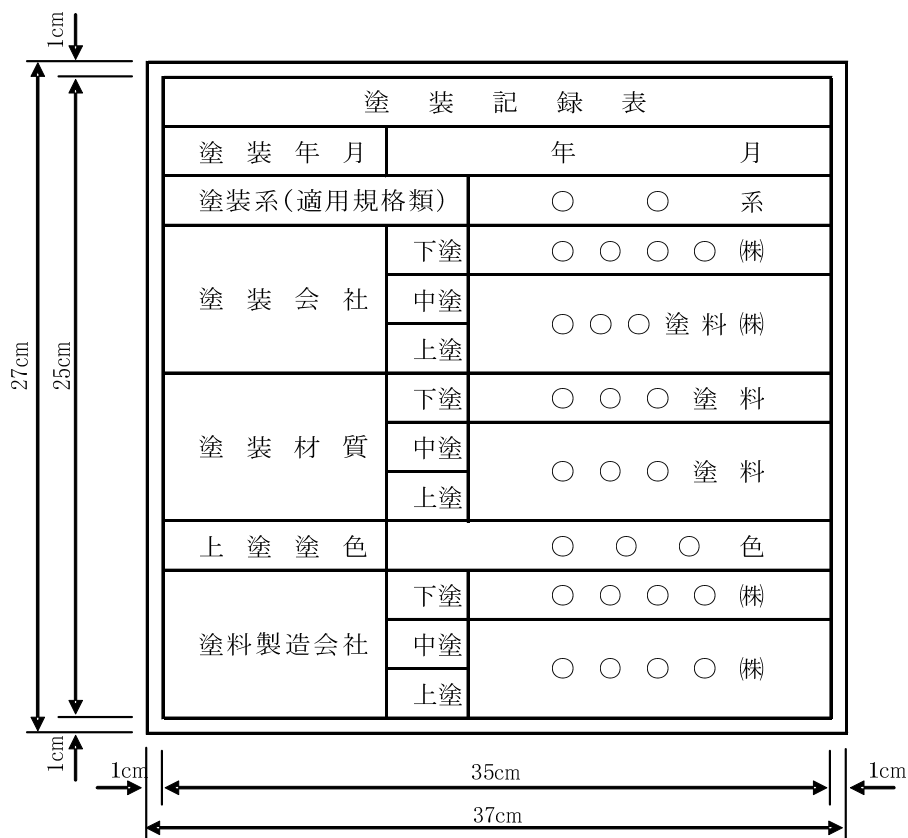 1cm
塗装記録表
塗装年月 年 月
塗装系(適用規格類) ○○系
塗装会社 下塗 ○○○○㈱
中塗 ○○○塗料㈱
上塗
塗装材質 下塗 ○○○塗料
中塗 ○○○塗料
上塗
上塗塗色 ○○○色
塗料製造会社 下塗 ○○○○㈱
中塗 ○○○○㈱
上塗
27cm
25cm
1cm
1cm 35cm 1cm
37cm